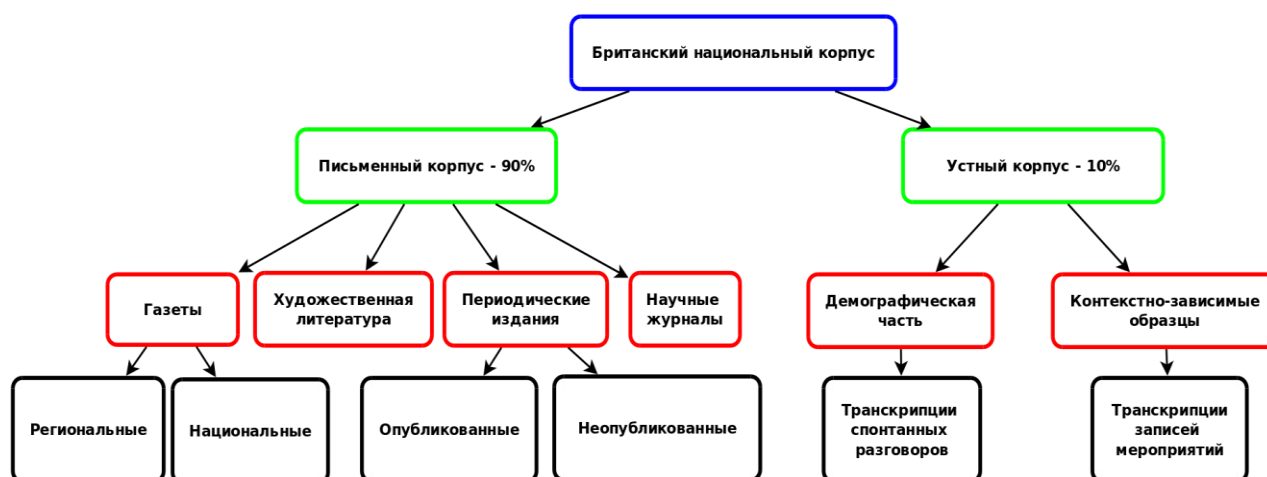 Британский национальный корпус
Письменный корпус - 90%
Устный корпус - 10%
Газеты
Художественная
литература
Периодические
издания
Научные
журналы
Демографическая
часть
Контекстно-зависимые
образцы
Региональные
Национальные
Опубликованные
Неопубликованные
Транскрипции
спонтанных
разговоров
Транскрипции
записей
мероприятий